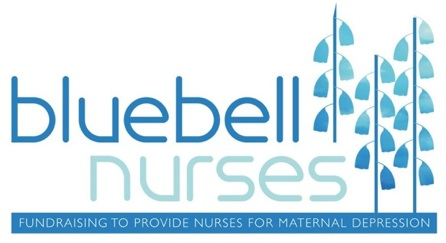 bluebell
nurses
FUNDRAISING TO PROVIDE NURSES FOR MATERNAL DEPRESSION